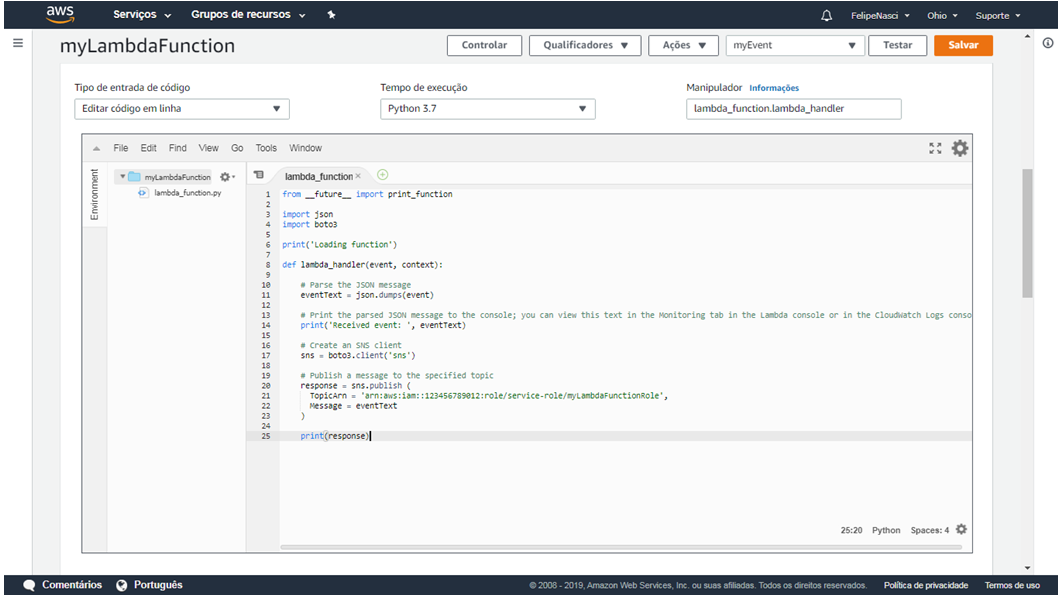 aws Serviços Grupos de recursos FelipeNasci Ohio Suporte
myLambdaFunction Controlar Qualificadores Ações myEvent Testar Salvar
Tipo de entrada de código Tempo de execução Manipulador Informações
Editar código em linha Python 3.7 lambda_function.lambda_handler
File Edit Find View Go Tools Window
Environment
myLambdaFunction
lambda_function.py
lambda_function ×
1 from __future__ import print_function
2
3 import json
4 import boto3
5
6 print('Loading function')
7
8 def lambda_handler(event, context):
9
10 # Parse the JSON message
11 eventText = json.dumps(event)
12
13 # Print the parsed JSON message to the console; you can view this text in the Monitoring tab in the Lambda console or in the CloudWatch Logs conso
14 print('Received event: ', eventText)
15
16 # Create an SNS client
17 sns = boto3.client('sns')
18
19 # Publish a message to the specified topic
20 response = sns.publish (
21 TopicArn = 'arn:aws:iam::123456789012:role/service-role/myLambdaFunctionRole',
22 Message = eventText
23 )
24
25 print(response)
25:20 Python Spaces: 4
Comentários Português © 2008 - 2019, Amazon Web Services, Inc. ou suas afiliadas. Todos os direitos reservados. Política de privacidade Termos de uso